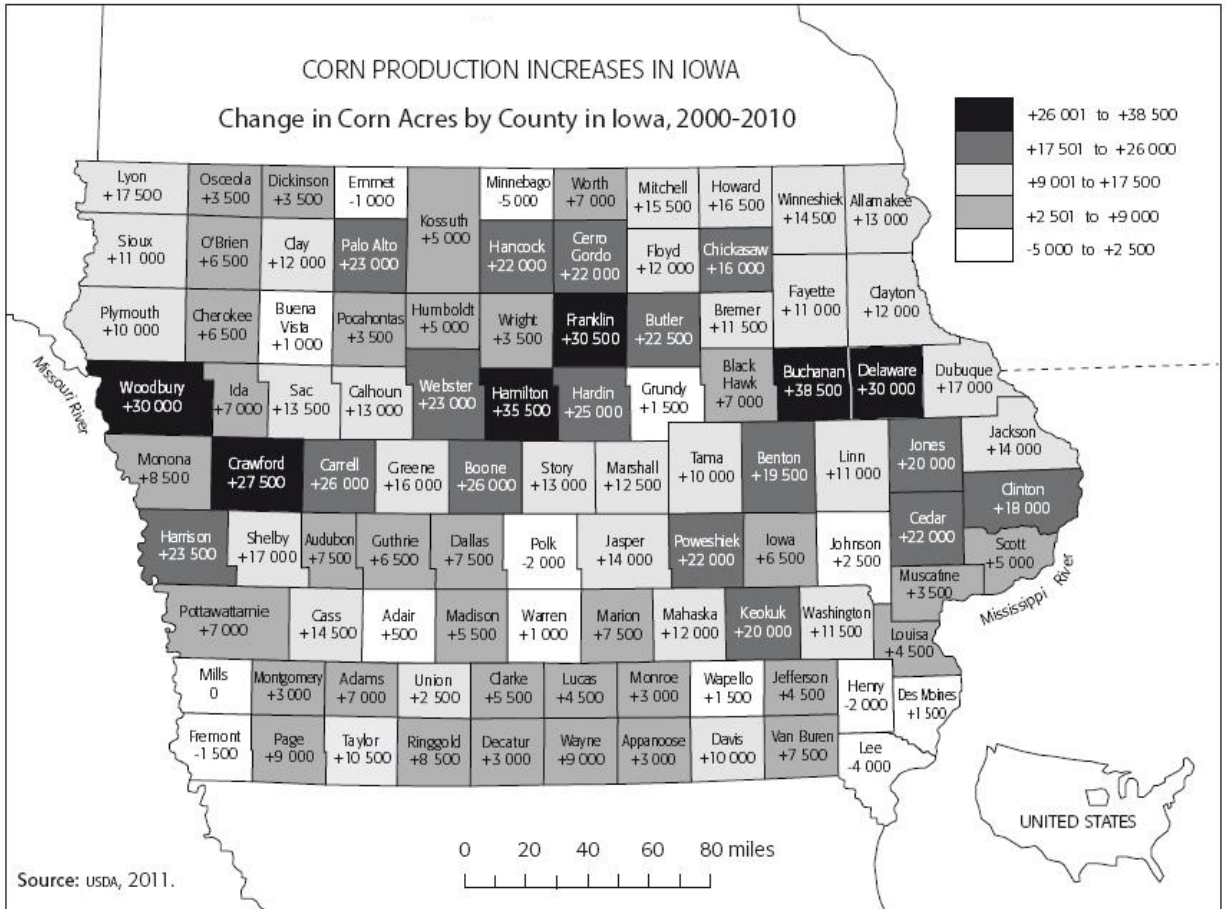 CORN PRODUCTION INCREASES IN IOWA
Change in Corn Acres by County in Iowa, 2000-2010
+26 001 to +38 500
+17 501 to +26 000
+9 001 to +17 500
+2 501 to +9 000
-5 000 to +2 500
Lyon
+17 500
Osceola
+3 500
Dickinson
+3 500
Emmet
-1 000
Kossuth
+5 000
Minnebago
-5 000
Worth
+7 000
Mitchell
+15 500
Howard
+16 500
Winneshiek
+14 500
Allamakee
+13 000
Sioux
+11 000
O'Brien
+6 500
Clay
+12 000
Palo Alto
+23 000
Hancock
+22 000
Cerro
Gordo
+22 000
Floyd
+12 000
Chickasaw
+16 000
Plymouth
+10 000
Cherokee
+6 500
Buena
Vista
+1 000
Pocahontas
+3 500
Humboldt
+5 000
Wright
+3 500
Franklin
+30 500
Butler
+22 500
Bremer
+11 500
Fayette
+11 000
Clayton
+12 000
Missouri River
Woodbury
+30 000
Ida
+7 000
Sac
+13 500
Calhoun
+13 000
Webster
+23 000
Hamilton
+35 500
Hardin
+25 000
Grundy
+1 500
Black
Hawk
+7 000
Buchanan
+38 500
Delaware
+30 000
Dubuque
+17 000
Monona
+8 500
Crawford
+27 500
Carrell
+26 000
Greene
+16 000
Boone
+26 000
Story
+13 000
Marshall
+12 500
Tama
+10 000
Benton
+19 500
Linn
+11 000
Jones
+20 000
Jackson
+14 000
Harrison
+23 500
Shelby
+17 000
Audubon
+7 500
Guthrie
+6 500
Dallas
+7 500
Polk
-2 000
Jasper
+14 000
Poweshiek
+22 000
Iowa
+6 500
Johnson
+2 500
Cedar
+22 000
Clinton
+18 000
Scott
+5 000
Muscatine
+3 500
Mississippi River
Pottawattarnie
+7 000
Cass
+14 500
Adair
+500
Madison
+5 500
Warren
+1 000
Marion
+7 500
Mahaska
+12 000
Keokuk
+20 000
Washington
+11 500
Louisa
+4 500
Mills
0
Montgomery
+3 000
Adams
+7 000
Union
+2 500
Clarke
+5 500
Lucas
+4 500
Monroe
+3 000
Wapello
+1 500
Jefferson
+4 500
Henry
-2 000
Des Moines
+1 500
Fremont
-1 500
Page
+9 000
Taylor
+10 500
Ringgold
+8 500
Decatur
+3 000
Wayne
+9 000
Appanoose
+3 000
Davis
+10 000
Van Buren
+7 500
Lee
-4 000
UNITED STATES
0 20 40 60 80 miles
Source: USDA, 2011.